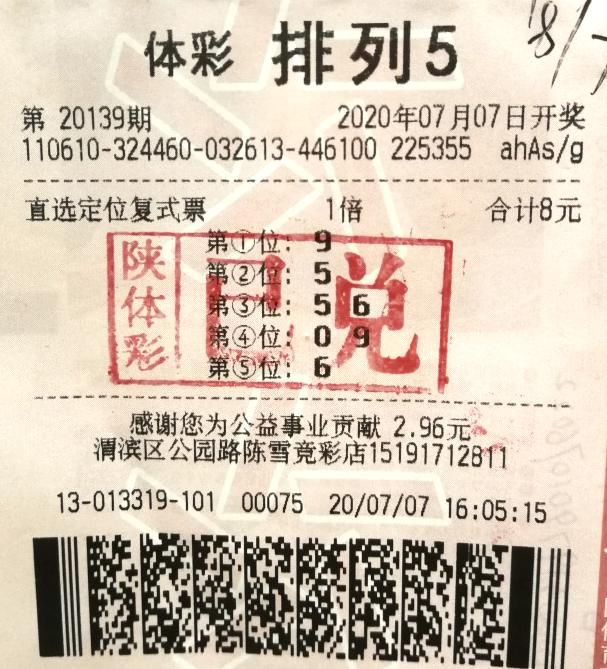 8/7
体彩 排列5
第 20139期 2020年07月07日开奖
110610-324460-032613-446100 225355 ahAs/g
直选定位复式票 1倍 合计8元
第①位: 9
第②位: 5
第③位: 5 6
第④位: 0 9
第⑤位: 6
陕体彩 已兑
感谢您为公益事业贡献 2.96元
渭滨区公园路陈雪竞彩店15191712811
13-013319-101 00075 20/07/07 16:05:15